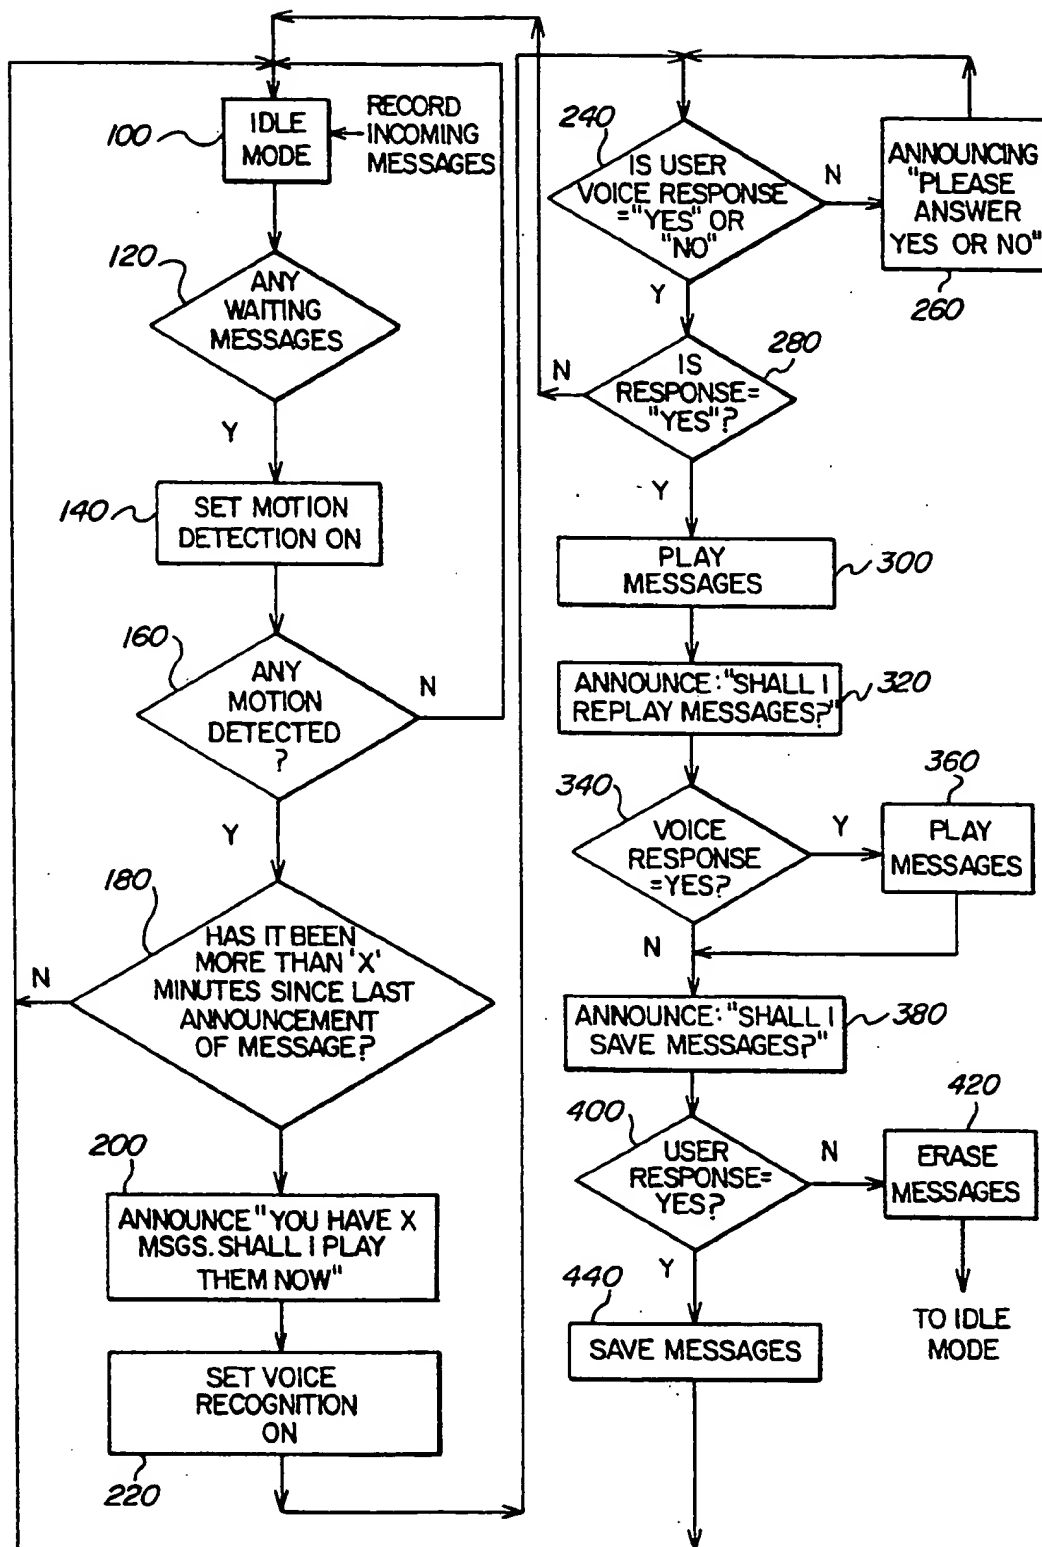 100
IDLE
MODE
RECORD
INCOMING
MESSAGES
120
ANY
WAITING
MESSAGES
Y
140
SET MOTION
DETECTION ON
160
ANY
MOTION
DETECTED
?
N
Y
180
HAS IT BEEN
MORE THAN 'X'
MINUTES SINCE LAST
ANNOUNCEMENT
OF MESSAGE?
N
200
ANNOUNCE "YOU HAVE X
MSGS. SHALL I PLAY
THEM NOW"
SET VOICE
RECOGNITION
ON
220
240
IS USER
VOICE RESPONSE
="YES" OR
"NO"
N
Y
ANNOUNCING
"PLEASE
ANSWER
YES OR NO"
260
280
IS
RESPONSE=
"YES"?
N
Y
PLAY
MESSAGES
300
ANNOUNCE: "SHALL I
REPLAY MESSAGES?"
320
340
VOICE
RESPONSE
=YES?
Y
N
360
PLAY
MESSAGES
ANNOUNCE: "SHALL I
SAVE MESSAGES?"
380
400
USER
RESPONSE=
YES?
N
Y
420
ERASE
MESSAGES
TO IDLE
MODE
440
SAVE MESSAGES